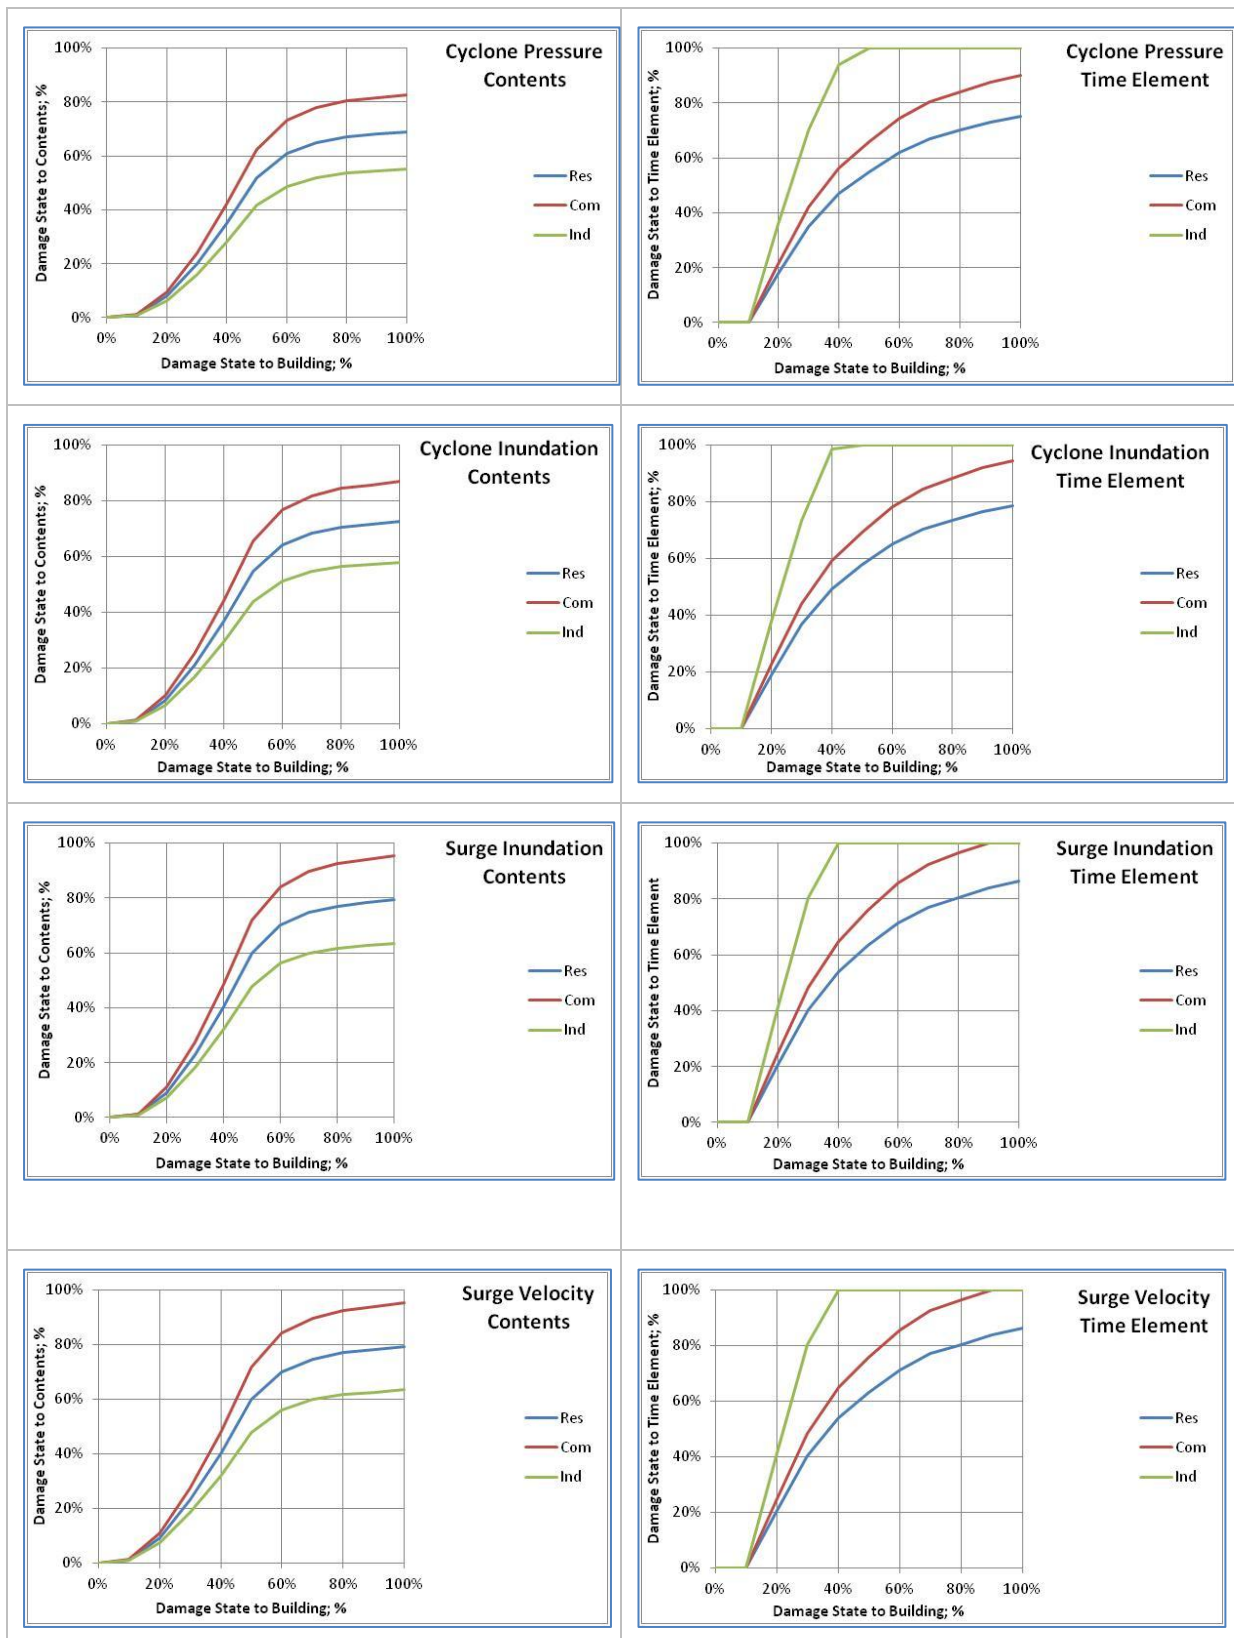 Cyclone Pressure
Contents
Damage State to Contents; %
100%
80%
60%
40%
20%
0%
0% 20% 40% 60% 80% 100%
Damage State to Building; %
Res
Com
Ind
Cyclone Pressure
Time Element
Damage State to Time Element; %
100%
80%
60%
40%
20%
0%
0% 20% 40% 60% 80% 100%
Damage State to Building; %
Res
Com
Ind
Cyclone Inundation
Contents
Damage State to Contents; %
100%
80%
60%
40%
20%
0%
0% 20% 40% 60% 80% 100%
Damage State to Building; %
Res
Com
Ind
Cyclone Inundation
Time Element
Damage State to Time Element; %
100%
80%
60%
40%
20%
0%
0% 20% 40% 60% 80% 100%
Damage State to Building; %
Res
Com
Ind
Surge Inundation
Contents
Damage State to Contents; %
100%
80%
60%
40%
20%
0%
0% 20% 40% 60% 80% 100%
Damage State to Building; %
Res
Com
Ind
Surge Inundation
Time Element
Damage State to Time Element
100%
80%
60%
40%
20%
0%
0% 20% 40% 60% 80% 100%
Damage State to Building; %
Res
Com
Ind
Surge Velocity
Contents
Damage State to Contents; %
100%
80%
60%
40%
20%
0%
0% 20% 40% 60% 80% 100%
Damage State to Building; %
Res
Com
Ind
Surge Velocity
Time Element
Damage State to Time Element; %
100%
80%
60%
40%
20%
0%
0% 20% 40% 60% 80% 100%
Damage State to Building; %
Res
Com
Ind